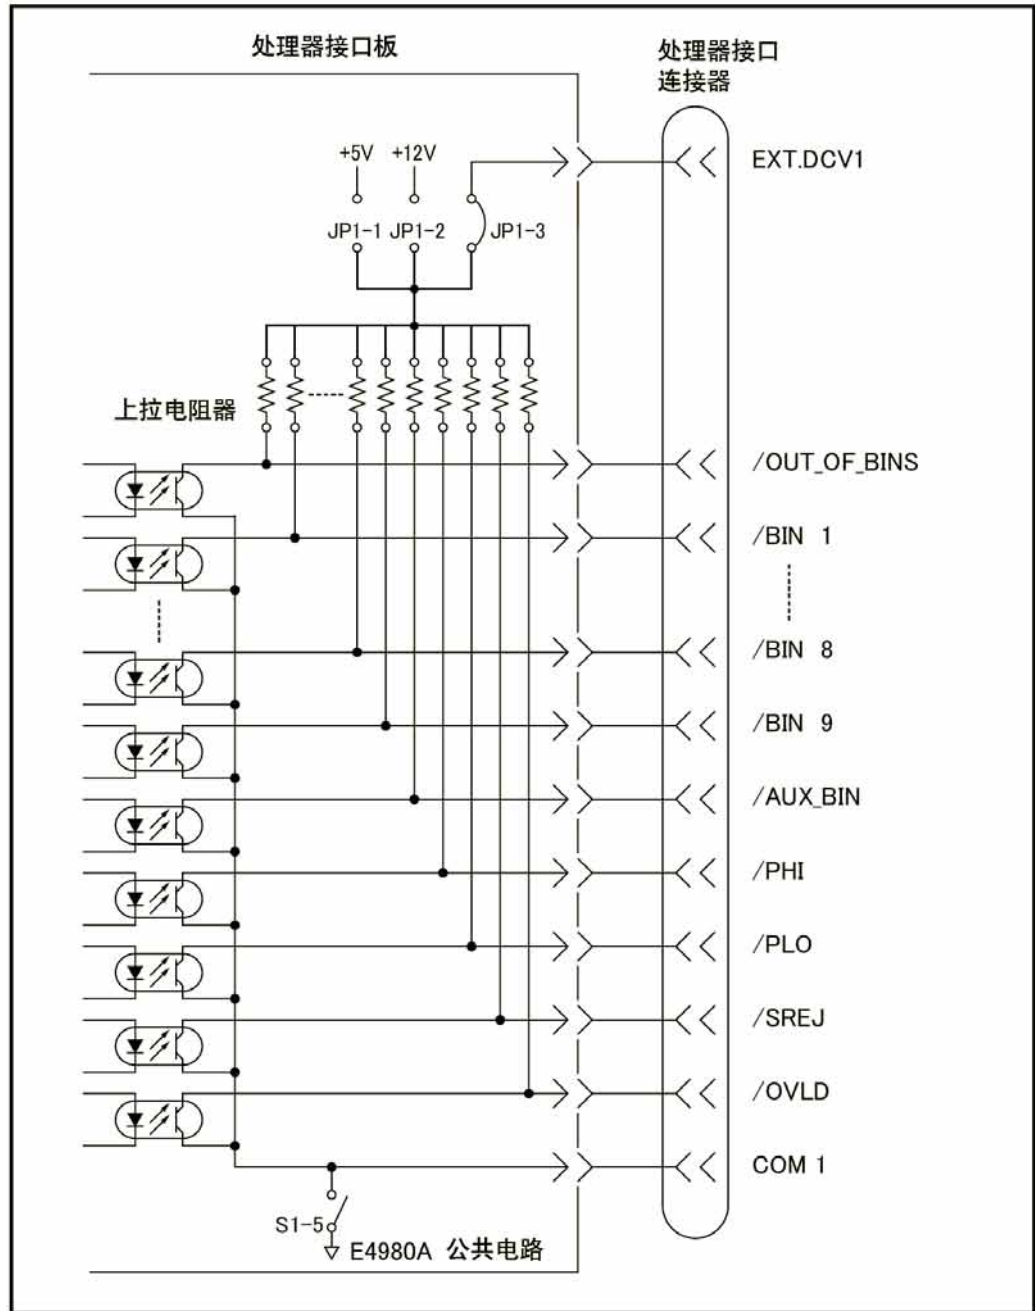 处理器接口板
处理器接口
连接器
+5V +12V
EXT.DCV1
JP1-1 JP1-2 JP1-3
上拉电阻器
/OUT_OF_BINS
/BIN 1
/BIN 8
/BIN 9
/AUX_BIN
/PHI
/PLO
/SREJ
/OVLD
COM 1
S1-5
E4980A 公共电路